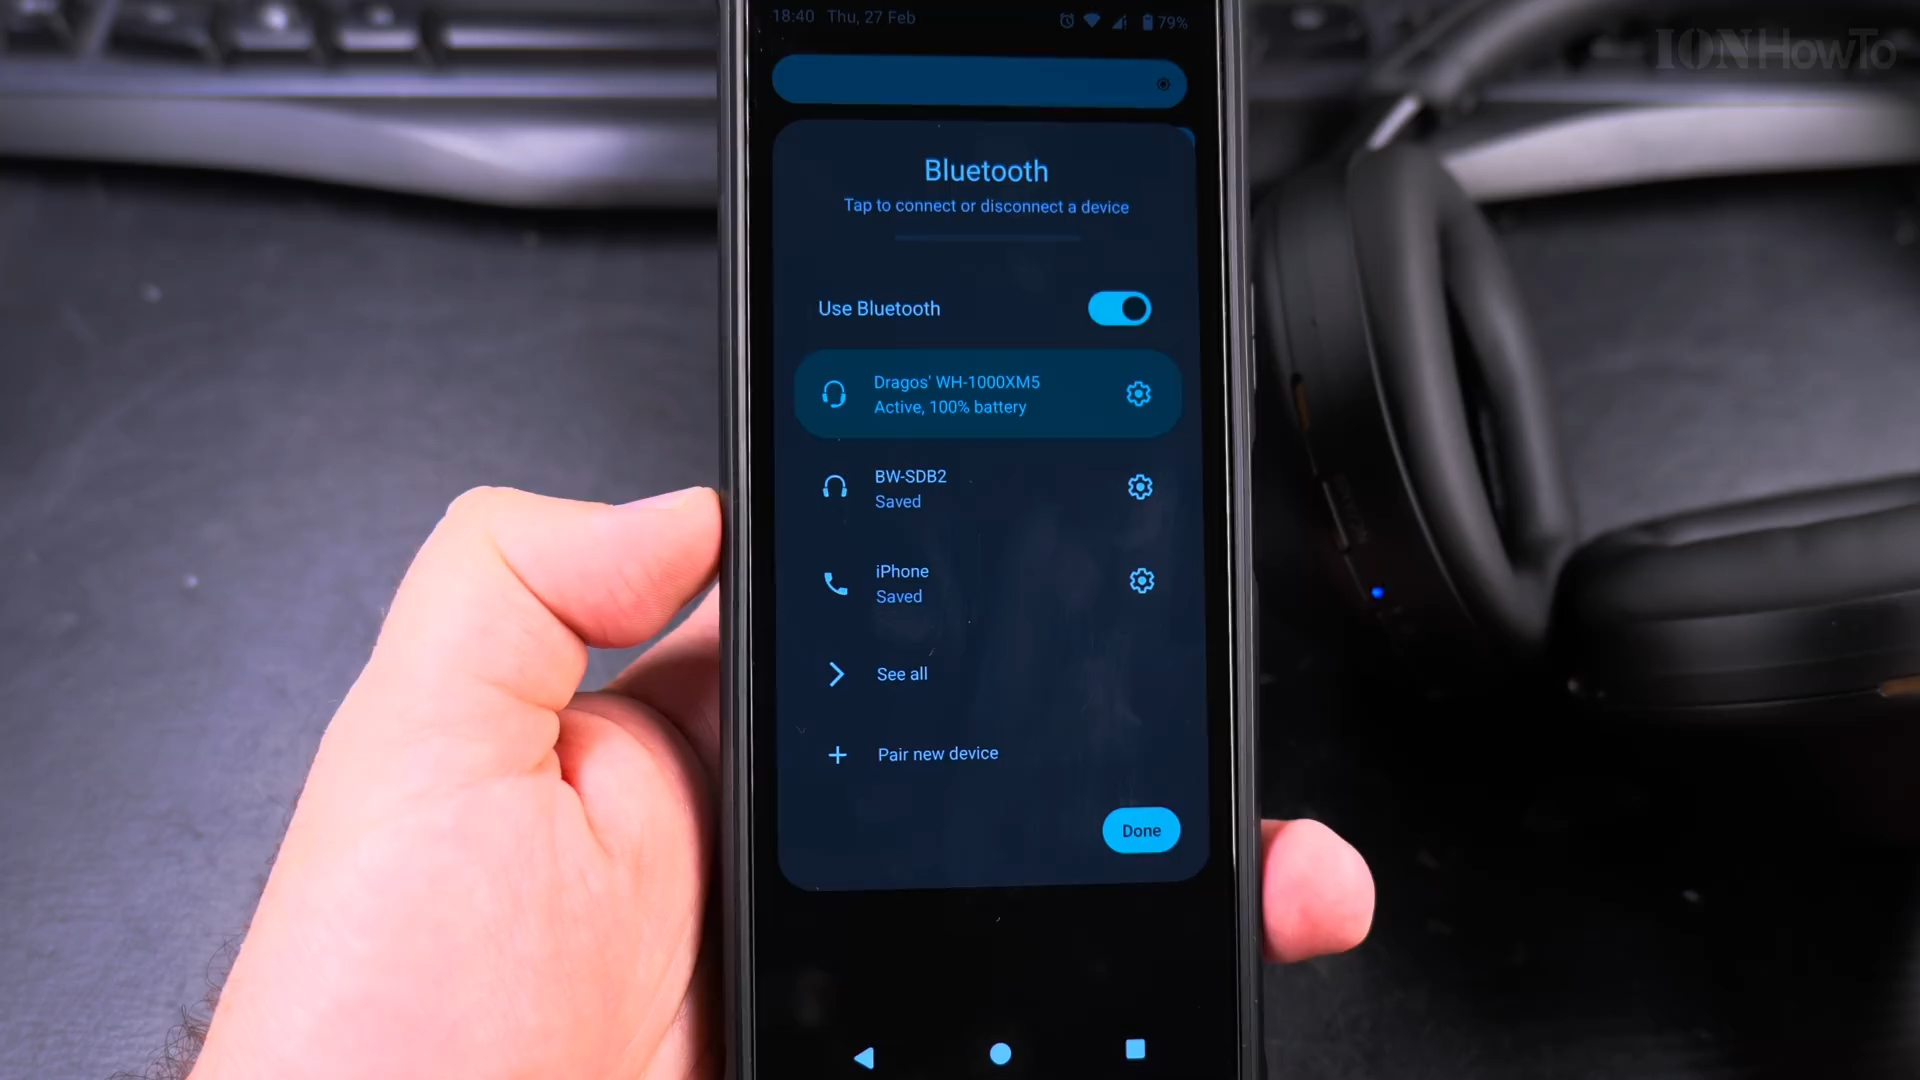 18:40 Thu, 27 Feb 79%
IONHowTo
Bluetooth
Tap to connect or disconnect a device
Use Bluetooth
Dragos' WH-1000XM5
Active, 100% battery
BW-SDB2
Saved
iPhone
Saved
See all
Pair new device
Done